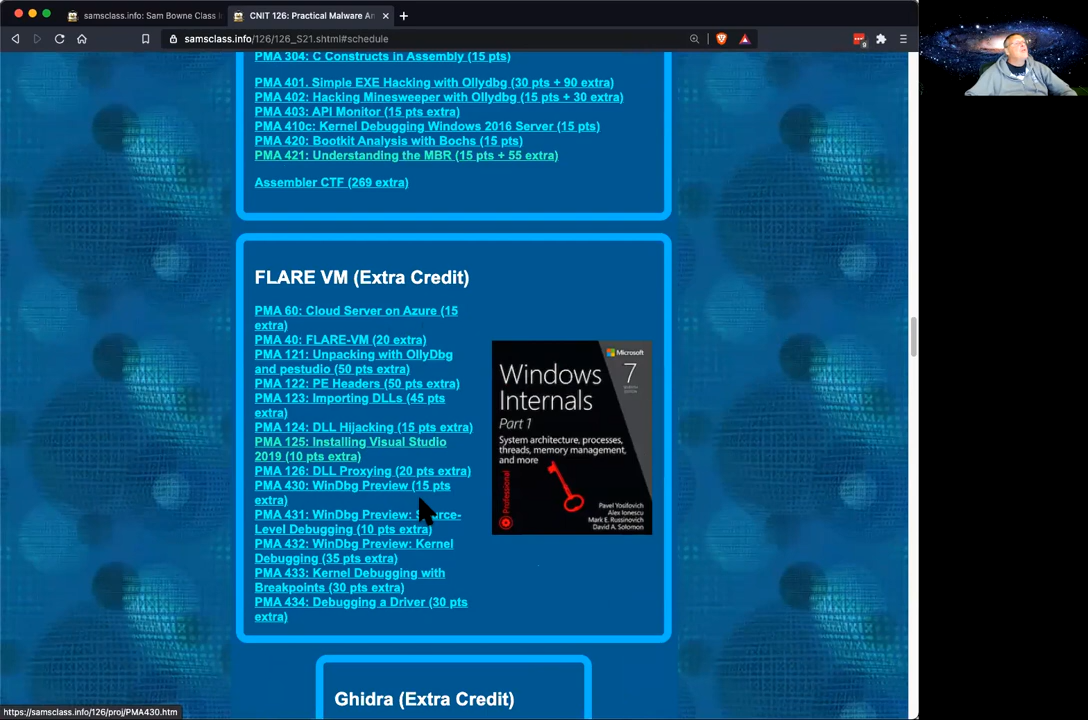 samsclass.info: Sam Bowne Class
CNIT 126: Practical Malware An
samsclass.info/126/126_S21.shtml#schedule
9
PMA 304: C Constructs in Assembly (15 pts)
PMA 401. Simple EXE Hacking with Ollydbg (30 pts + 90 extra)
PMA 402: Hacking Minesweeper with Ollydbg (15 pts + 30 extra)
PMA 403: API Monitor (15 pts extra)
PMA 410c: Kernel Debugging Windows 2016 Server (15 pts)
PMA 420: Bootkit Analysis with Bochs (15 pts)
PMA 421: Understanding the MBR (15 pts + 55 extra)
Assembler CTF (269 extra)
FLARE VM (Extra Credit)
PMA 60: Cloud Server on Azure (15
extra)
PMA 40: FLARE-VM (20 extra)
PMA 121: Unpacking with OllyDbg
and pestudio (50 pts extra)
PMA 122: PE Headers (50 pts extra)
PMA 123: Importing DLLs (45 pts
extra)
PMA 124: DLL Hijacking (15 pts extra)
PMA 125: Installing Visual Studio
2019 (10 pts extra)
PMA 126: DLL Proxying (20 pts extra)
PMA 430: WinDbg Preview (15 pts
extra)
PMA 431: WinDbg Preview: S rce-
Level Debugging (10 pts extra)
PMA 432: WinDbg Preview: Kernel
Debugging (35 pts extra)
PMA 433: Kernel Debugging with
Breakpoints (30 pts extra)
PMA 434: Debugging a Driver (30 pts
extra)
Microsoft
Windows 7
Internals
Part 1
System architecture, processes,
threads, memory management,
and more
Professional
Pavel Yosifovich
Alex Ionescu
Mark E. Russinovich
David A. Solomon
Ghidra (Extra Credit)
https://samsclass.info/126/proj/PMA430.htm